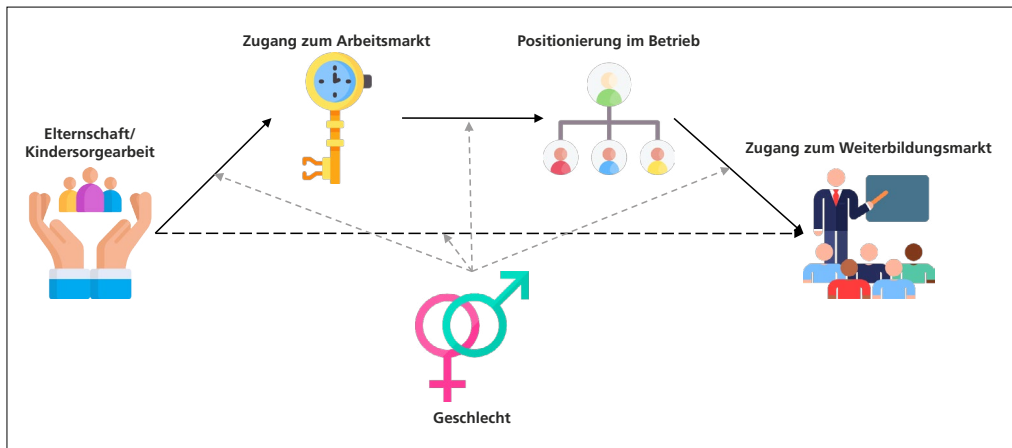 Zugang zum Arbeitsmarkt
Positionierung im Betrieb
Elternschaft/
Kindersorgearbeit
Zugang zum Weiterbildungsmarkt
Geschlecht